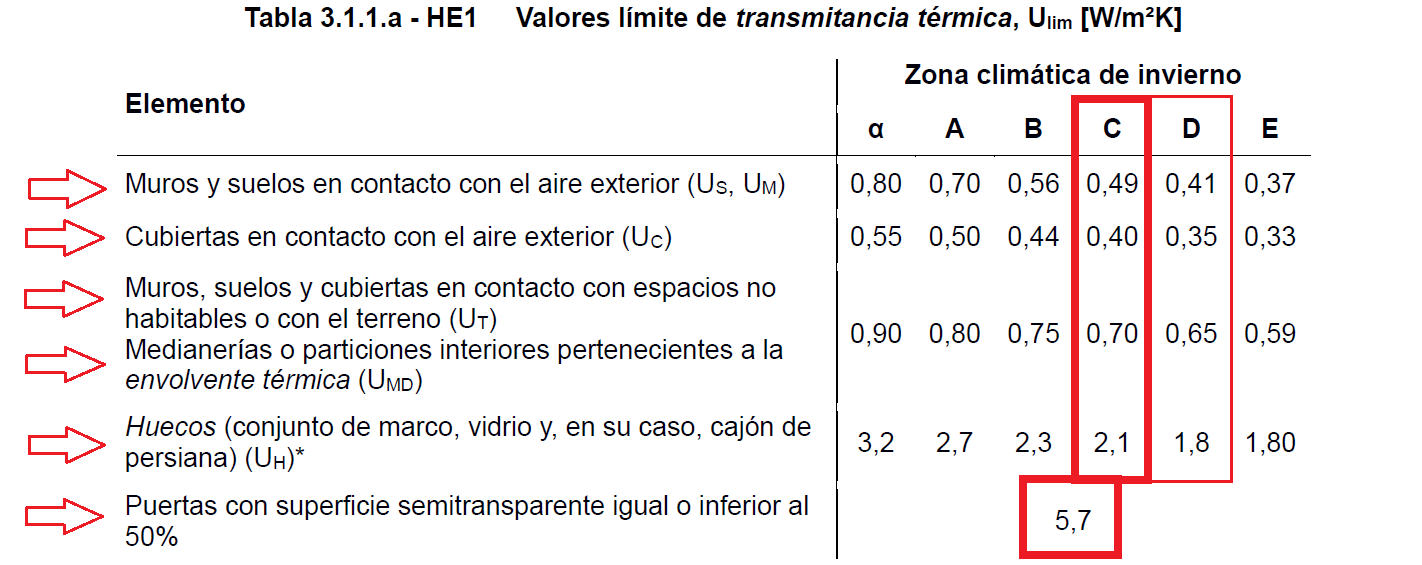 Tabla 3.1.1.a - HE1 Valores límite de transmitancia térmica, Ulim [W/m²K]
Zona climática de invierno
Elemento
α A B C D E
Muros y suelos en contacto con el aire exterior (US, UM) 0,80 0,70 0,56 0,49 0,41 0,37
Cubiertas en contacto con el aire exterior (UC) 0,55 0,50 0,44 0,40 0,35 0,33
Muros, suelos y cubiertas en contacto con espacios no
habitables o con el terreno (UT)
0,90 0,80 0,75 0,70 0,65 0,59
Medianerías o particiones interiores pertenecientes a la
envolvente térmica (UMD)
Huecos (conjunto de marco, vidrio y, en su caso, cajón de
persiana) (UH)* 3,2 2,7 2,3 2,1 1,8 1,80
Puertas con superficie semitransparente igual o inferior al
50% 5,7